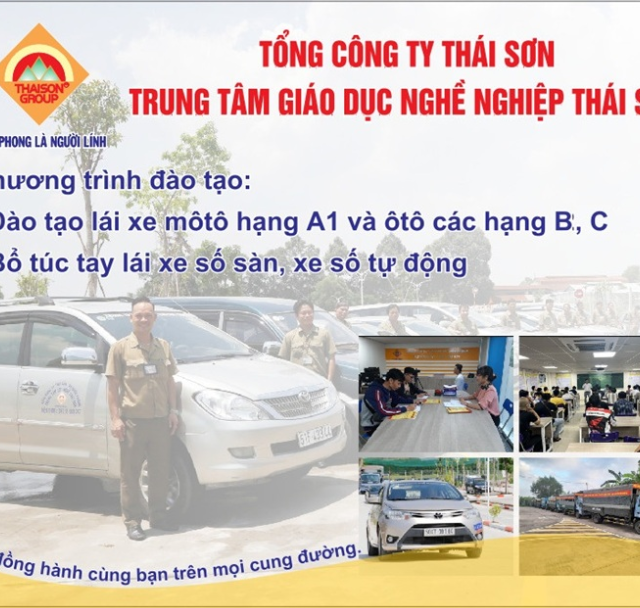 TỔNG CÔNG TY THÁI SƠN
TRUNG TÂM GIÁO DỤC NGHỀ NGHIỆP THÁI S
THAISON®
GROUP
PHONG LÀ NGƯỜI LÍNH
hương trình đào tạo:
Đào tạo lái xe môtô hạng A1 và ôtô các hạng B, C
Bổ túc tay lái xe số sàn, xe số tự động
đồng hành cùng bạn trên mọi cung đường.